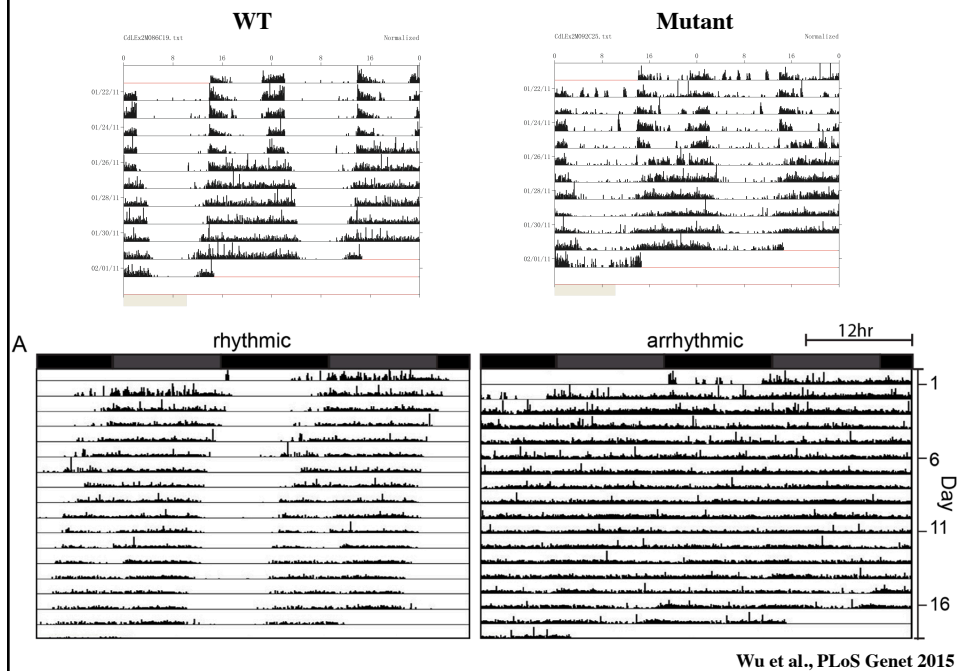 WT
CdLEx2M086C19.txt Normalized
0 8 16 0 8 16 0
01/22/11
01/24/11
01/26/11
01/28/11
01/30/11
02/01/11
Mutant
CdLEx2M092C25.txt Normalized
0 8 16 0 8 16 0
01/22/11
01/24/11
01/26/11
01/28/11
01/30/11
02/01/11
A
rhythmic
arrhythmic
12hr
1
6
11
16
Day
Wu et al., PLoS Genet 2015